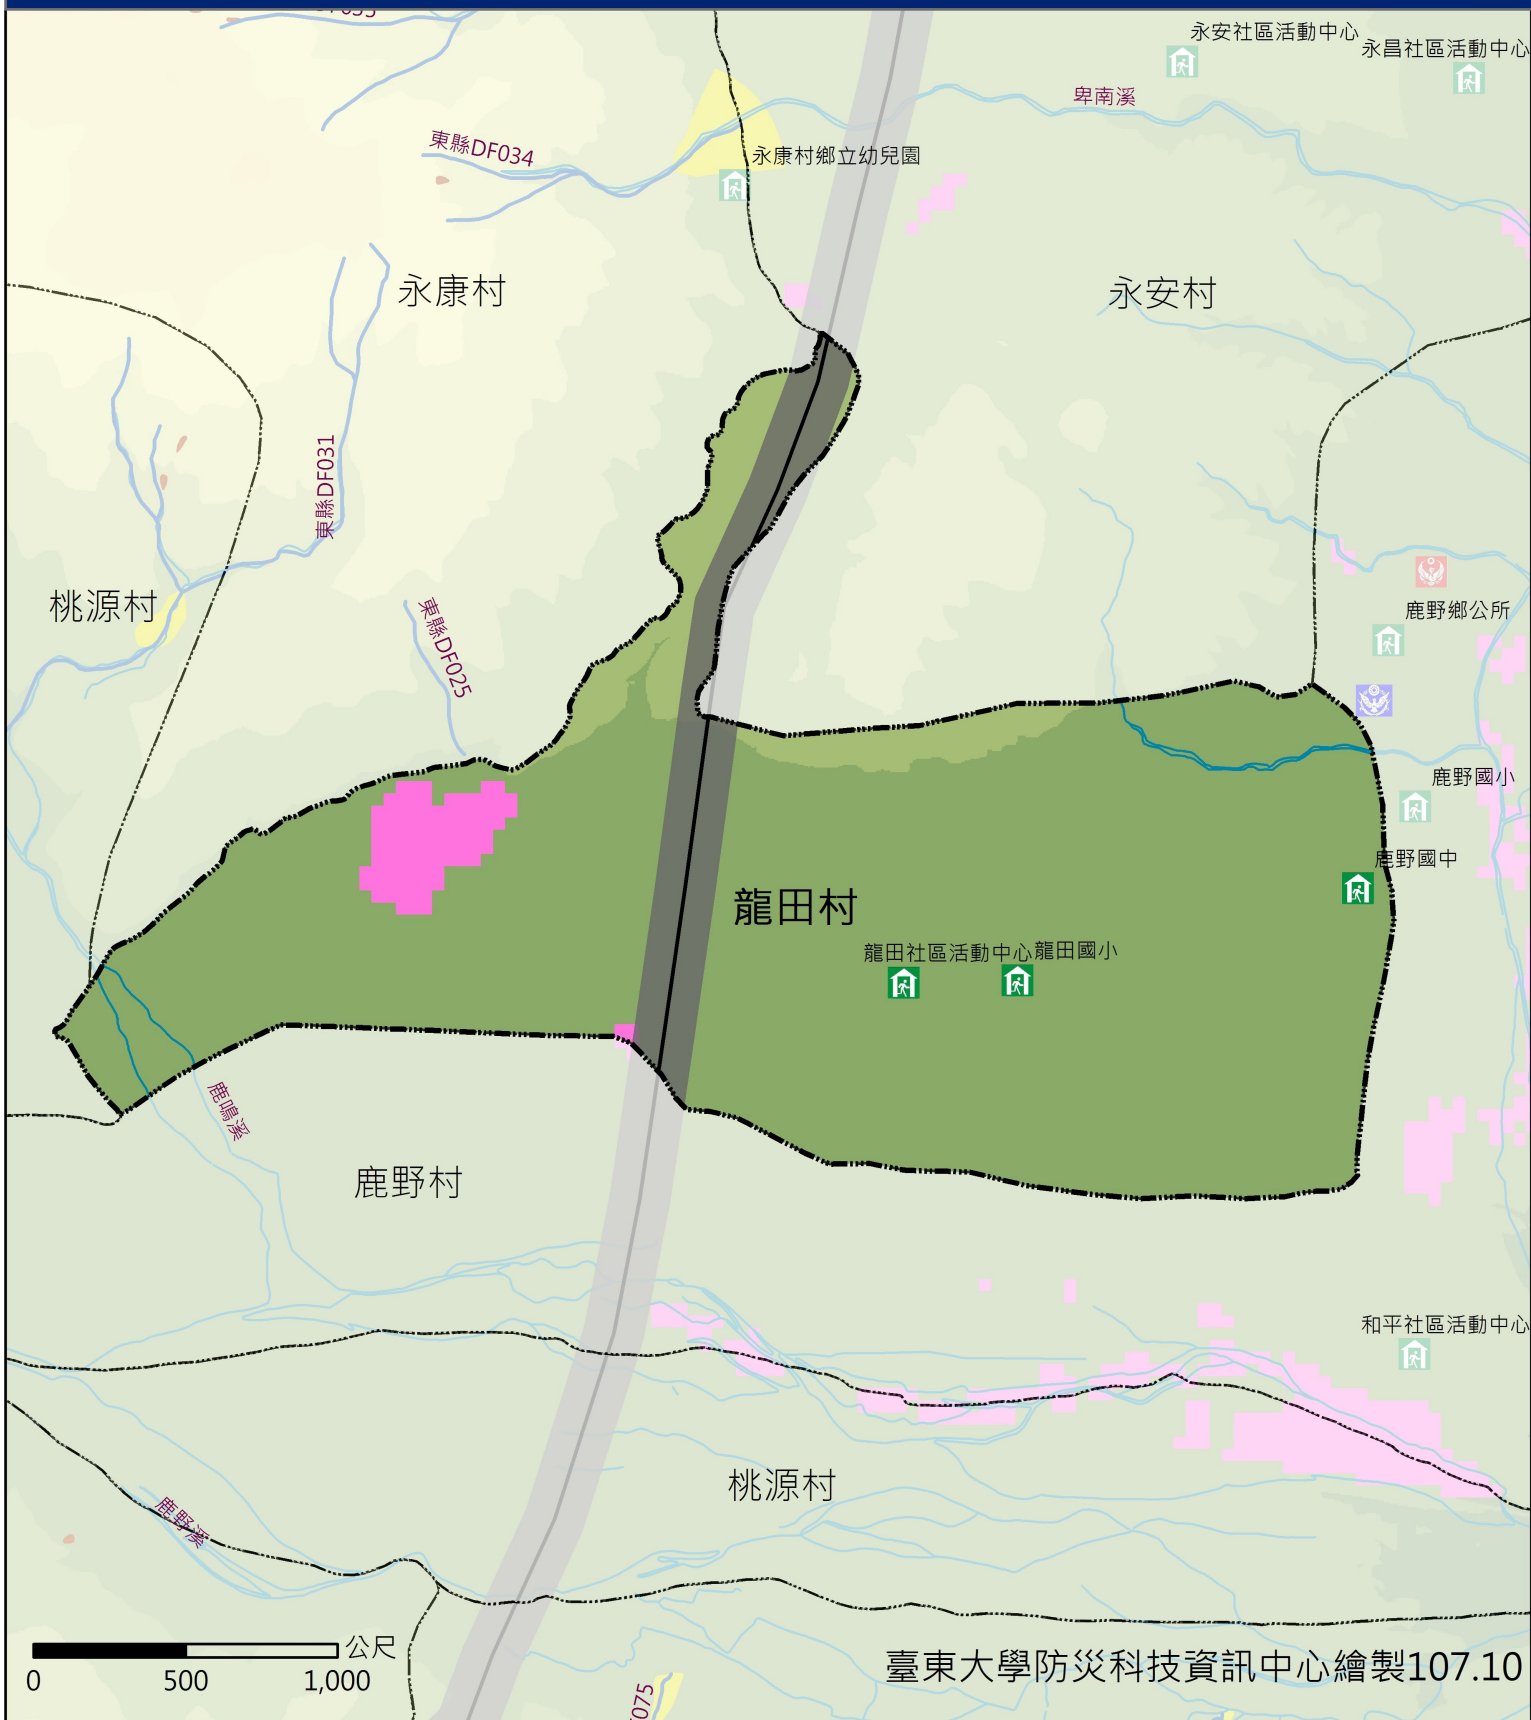 永安社區活動中心
永昌社區活動中心
卑南溪
東縣DF034
永康村鄉立幼兒園
永康村
永安村
東縣DF031
桃源村
東縣DF025
鹿野鄉公所
鹿野國小
鹿野國中
龍田村
龍田社區活動中心
龍田國小
鹿鳴溪
鹿野村
和平社區活動中心
桃源村
鹿野溪
公尺
0 500 1,000
臺東大學防災科技資訊中心繪製107.10